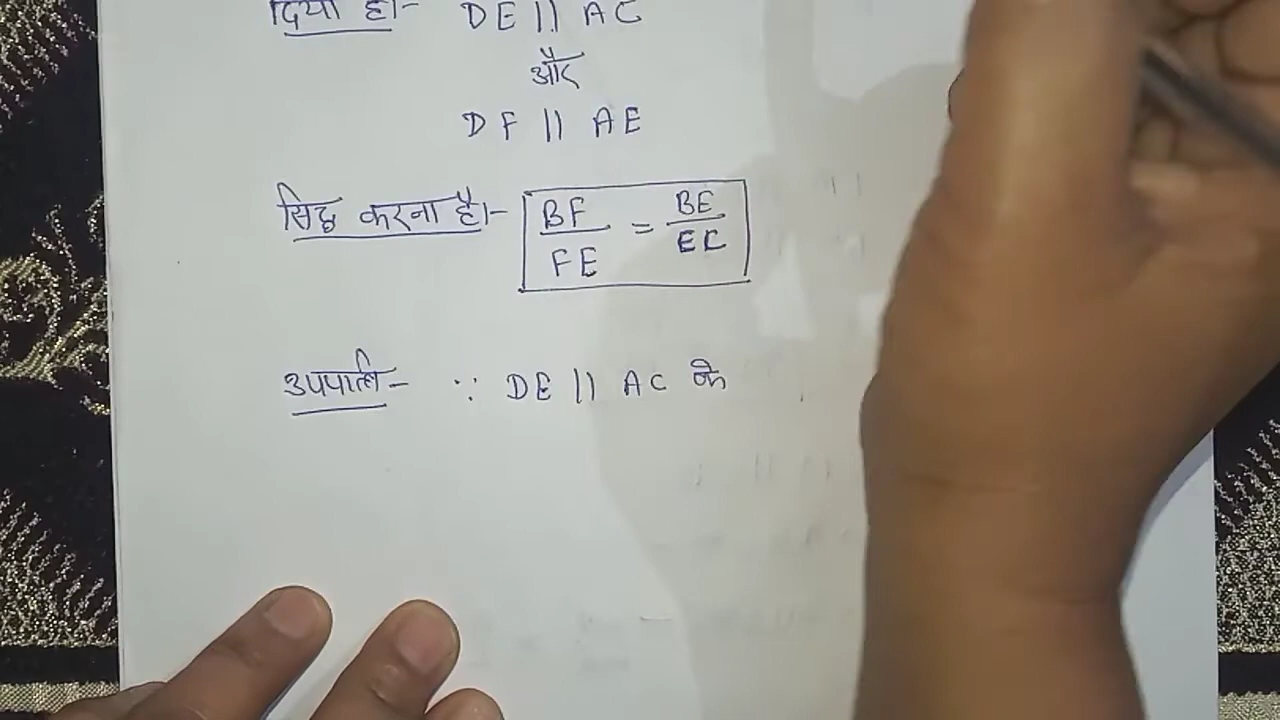 दिया है।- DE || AC
और
DF || AE
सिद्ध करना है।- BF/FE = BE/EC
उपपत्ति- ∵ DE || AC के